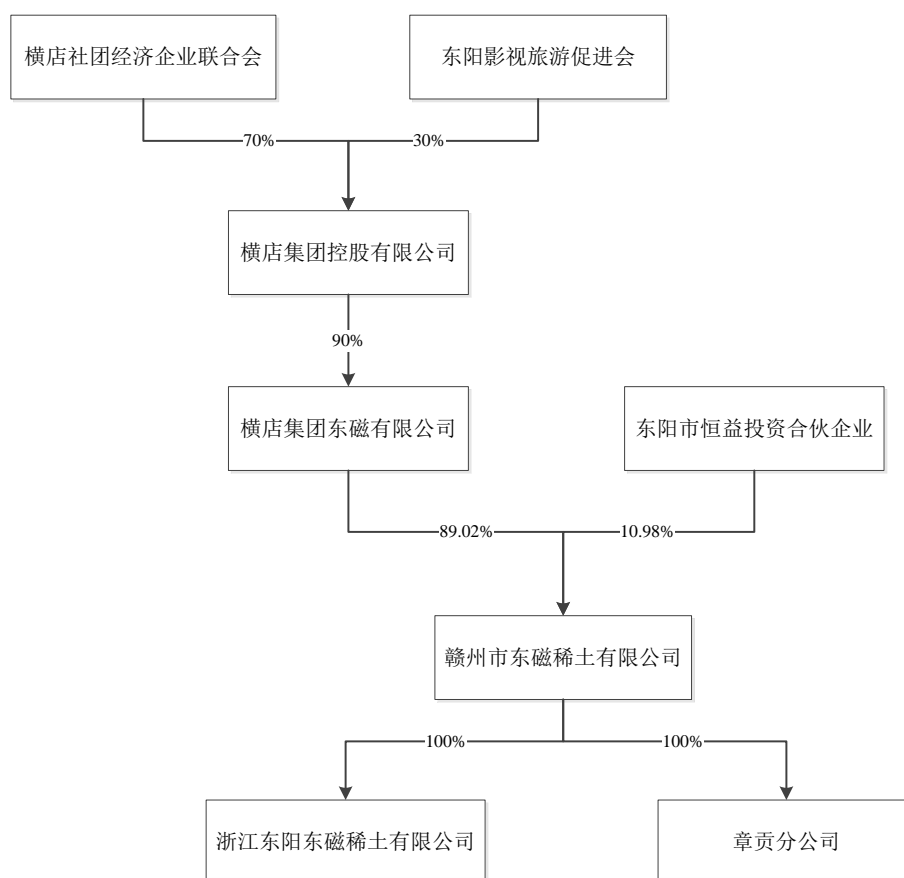 横店社团经济企业联合会
东阳影视旅游促进会
70%
30%
横店集团控股有限公司
90%
横店集团东磁有限公司
东阳市恒益投资合伙企业
89.02%
10.98%
赣州市东磁稀土有限公司
100%
100%
浙江东阳东磁稀土有限公司
章贡分公司